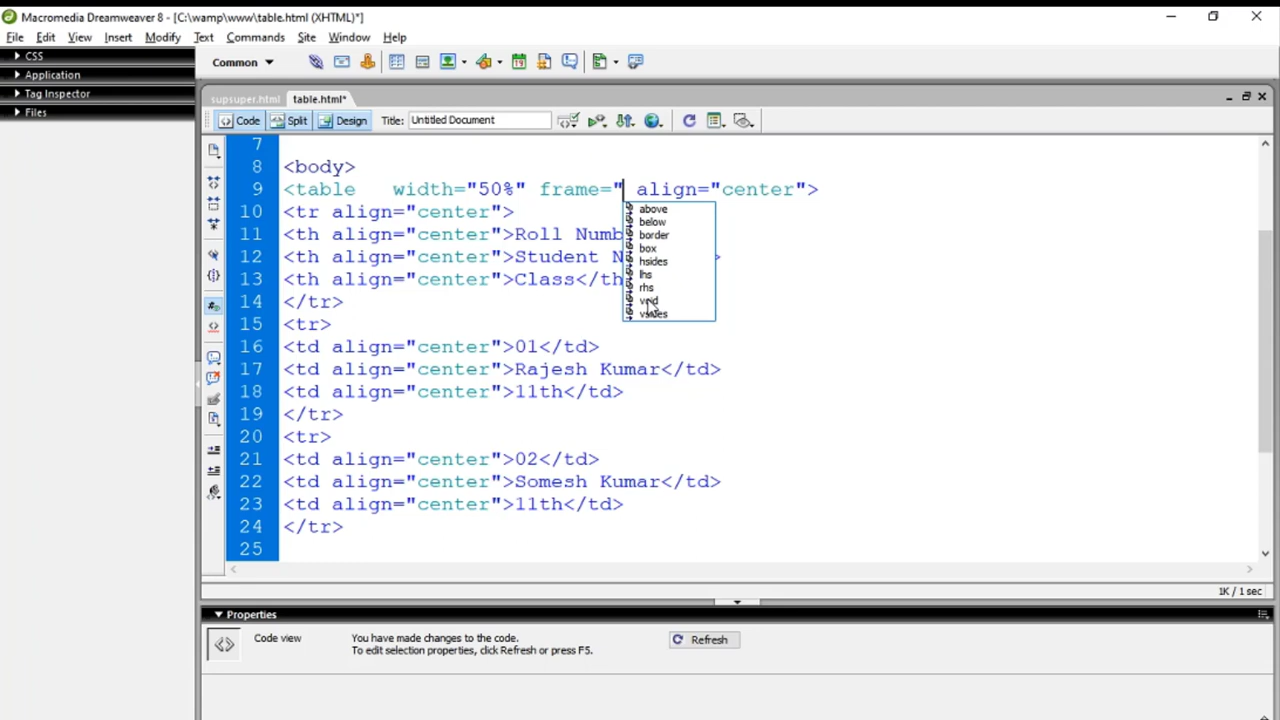 Macromedia Dreamweaver 8 - [C:\wamp\www\table.html (XHTML)*]
File Edit View Insert Modify Text Commands Site Window Help
CSS
Application
Tag Inspector
Files
Common
supsuper.html table.html*
Code Split Design Title: Untitled Document
7
8 <body>
9 <table   width="50%" frame=" align="center">
10 <tr align="center">
11 <th align="center">Roll Numb
12 <th align="center">Student N >
13 <th align="center">Class</th
14 </tr>
15 <tr>
16 <td align="center">01</td>
17 <td align="center">Rajesh Kumar</td>
18 <td align="center">11th</td>
19 </tr>
20 <tr>
21 <td align="center">02</td>
22 <td align="center">Somesh Kumar</td>
23 <td align="center">11th</td>
24 </tr>
25
above
below
border
box
hsides
lhs
rhs
void
vsides
1K / 1 sec
Properties
Code view You have made changes to the code. Refresh
To edit selection properties, click Refresh or press F5.